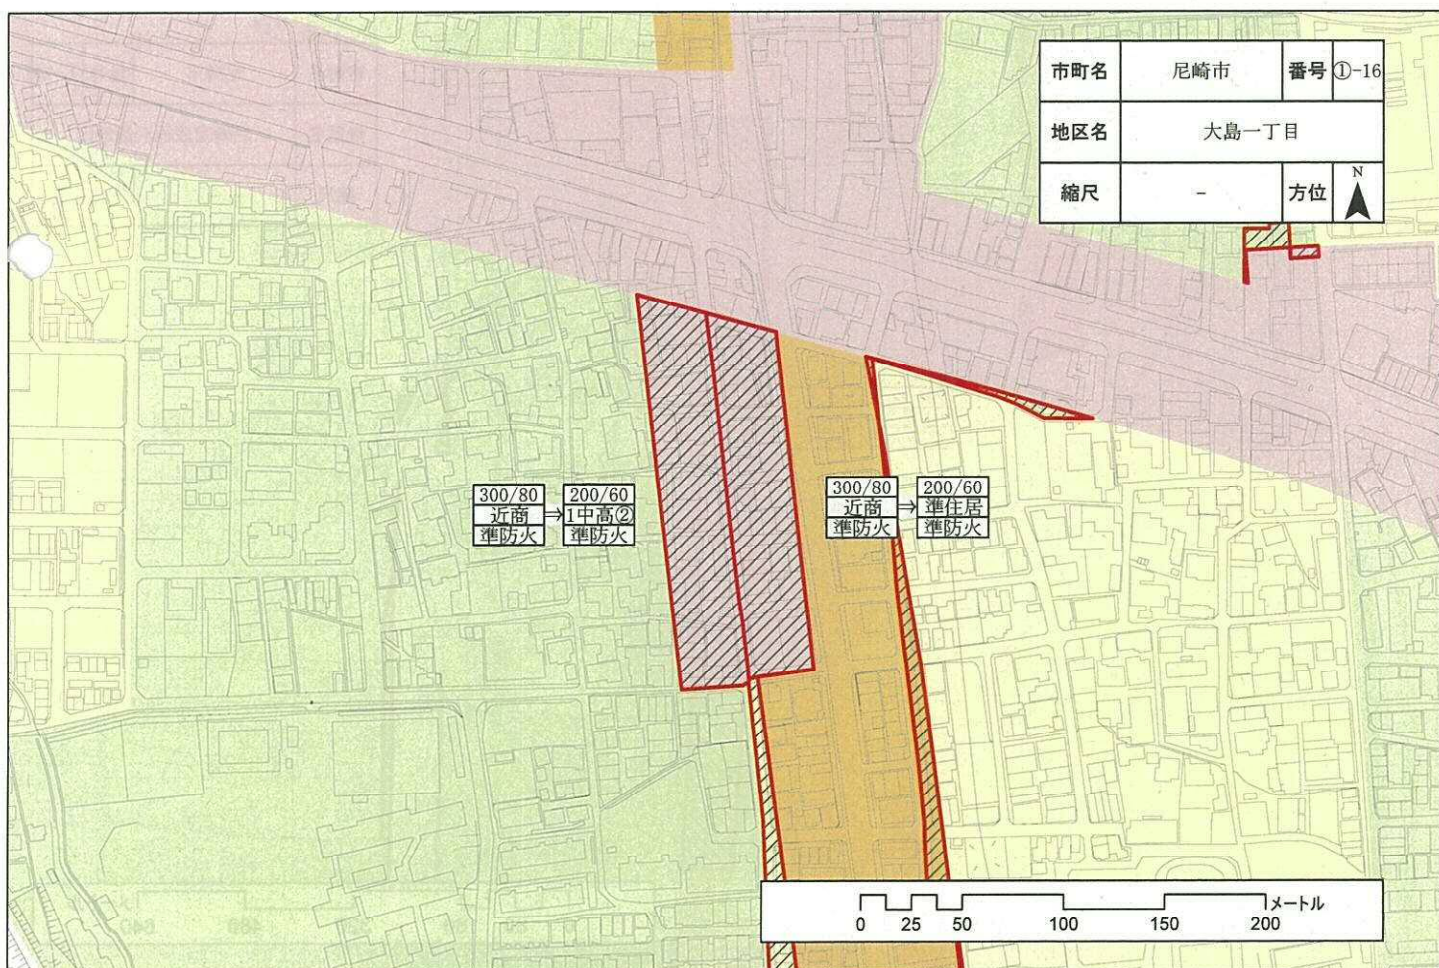 市町名 尼崎市 番号 ①-16
地区名 大島一丁目
縮尺 - 方位 N
300/80 200/60
近商 ⇒ 1中高②
準防火 準防火
300/80 200/60
近商 ⇒ 準住居
準防火 準防火
メートル
0 25 50 100 150 200